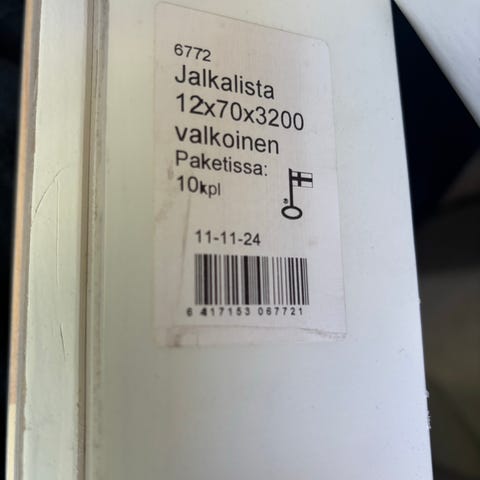 6772
Jalkalista
12x70x3200
valkoinen
Paketissa:
10kpl
11-11-24
6 417153 067721